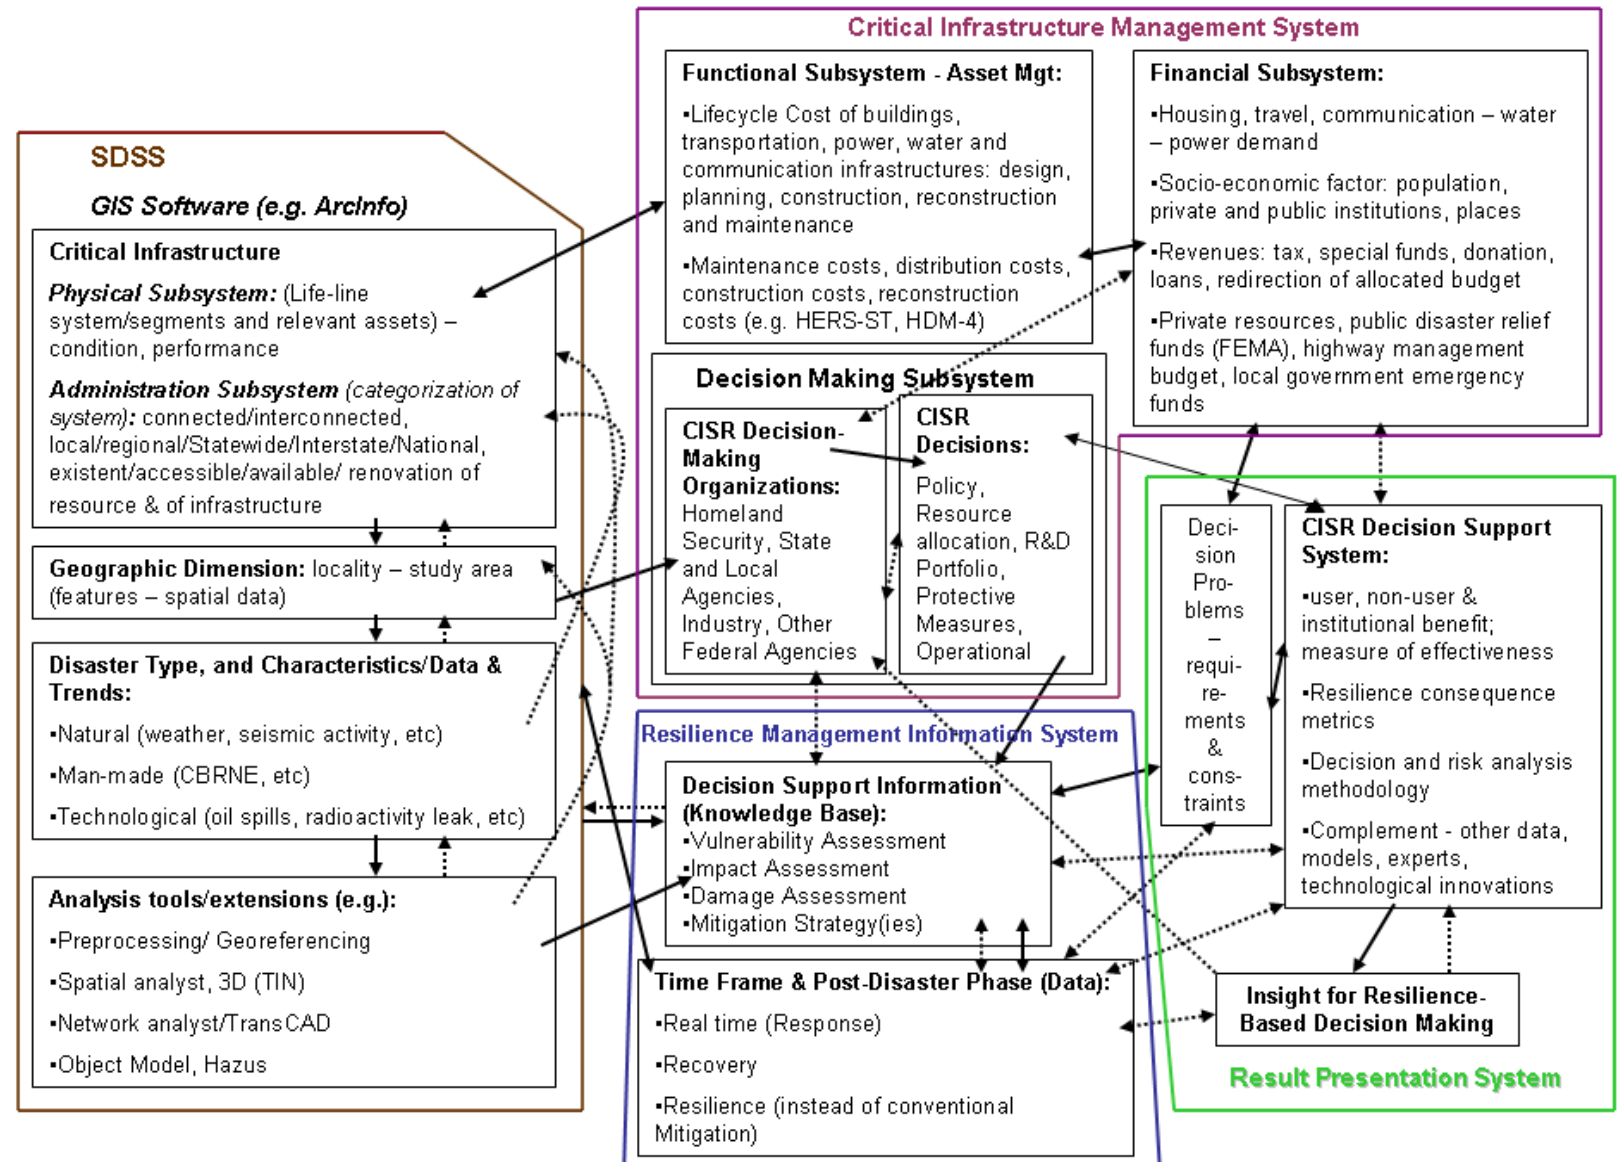 Critical Infrastructure Management System
Functional Subsystem - Asset Mgt:
▪Lifecycle Cost of buildings,
transportation, power, water and
communication infrastructures: design,
planning, construction, reconstruction
and maintenance
▪Maintenance costs, distribution costs,
construction costs, reconstruction
costs (e.g. HERS-ST, HDM-4)
Financial Subsystem:
▪Housing, travel, communication – water
– power demand
▪Socio-economic factor: population,
private and public institutions, places
▪Revenues: tax, special funds, donation,
loans, redirection of allocated budget
▪Private resources, public disaster relief
funds (FEMA), highway management
budget, local government emergency
funds
Decision Making Subsystem
CISR Decision-
Making
Organizations:
Homeland
Security, State
and Local
Agencies,
Industry, Other
Federal Agencies
CISR
Decisions:
Policy,
Resource
allocation, R&D
Portfolio,
Protective
Measures,
Operational
SDSS
GIS Software (e.g. ArcInfo)
Critical Infrastructure
Physical Subsystem: (Life-line
system/segments and relevant assets) –
condition, performance
Administration Subsystem (categorization of
system): connected/interconnected,
local/regional/Statewide/Interstate/National,
existent/accessible/available/ renovation of
resource & of infrastructure
Geographic Dimension: locality – study area
(features – spatial data)
Disaster Type, and Characteristics/Data &
Trends:
▪Natural (weather, seismic activity, etc)
▪Man-made (CBRNE, etc)
▪Technological (oil spills, radioactivity leak, etc)
Analysis tools/extensions (e.g.):
▪Preprocessing/ Georeferencing
▪Spatial analyst, 3D (TIN)
▪Network analyst/TransCAD
▪Object Model, Hazus
Resilience Management Information System
Decision Support Information
(Knowledge Base):
▪Vulnerability Assessment
▪Impact Assessment
▪Damage Assessment
▪Mitigation Strategy(ies)
Time Frame & Post-Disaster Phase (Data):
▪Real time (Response)
▪Recovery
▪Resilience (instead of conventional
Mitigation)
Deci-
sion
Pro-
blems
–
requi-
re-
ments
&
cons-
traints
CISR Decision Support
System:
▪user, non-user &
institutional benefit;
measure of effectiveness
▪Resilience consequence
metrics
▪Decision and risk analysis
methodology
▪Complement - other data,
models, experts,
technological innovations
Insight for Resilience-
Based Decision Making
Result Presentation System